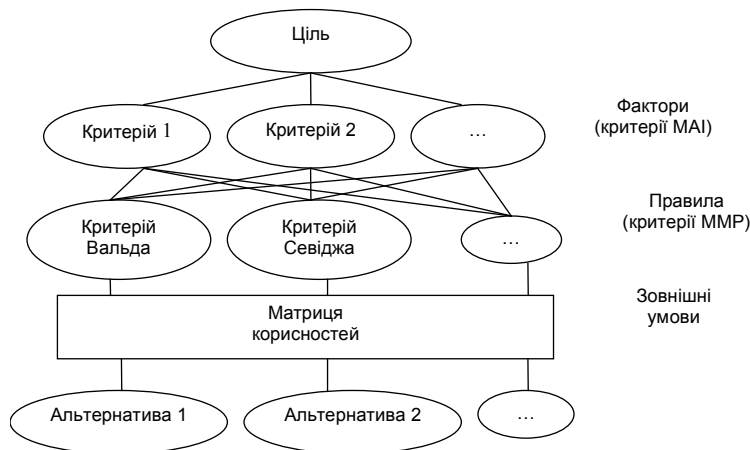 Ціль
Критерій 1
Критерій 2
...
Фактори
(критерії МАІ)
Критерій
Вальда
Критерій
Севіджа
...
Правила
(критерії ММР)
Матриця
корисностей
Зовнішні
умови
Альтернатива 1
Альтернатива 2
...